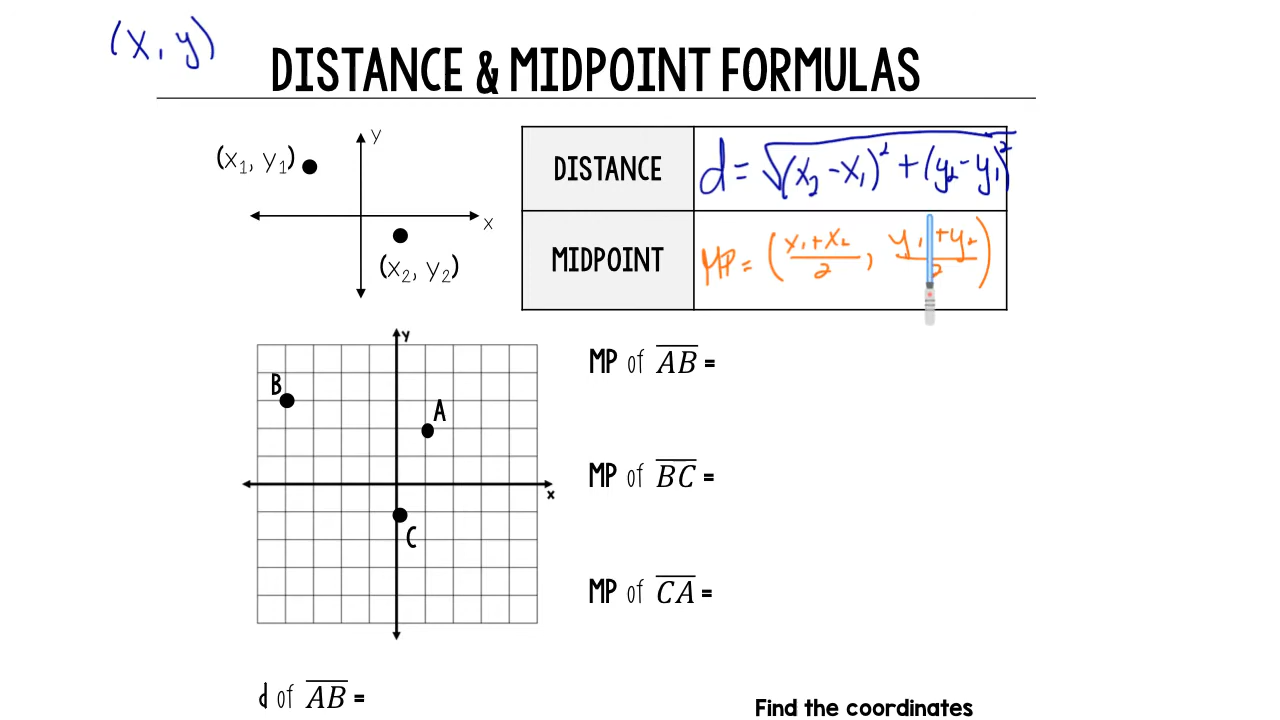 (x, y)
DISTANCE & MIDPOINT FORMULAS
y
(x₁, y₁)
x
(x₂, y₂)
DISTANCE
d = √(x₂ - x₁)² + (y₂ - y₁)²
MIDPOINT
MP = (x₁ + x₂ / 2, y₁ + y₂ / 2)
y
B
A
x
C
MP of AB =
MP of BC =
MP of CA =
d of AB =
Find the coordinates